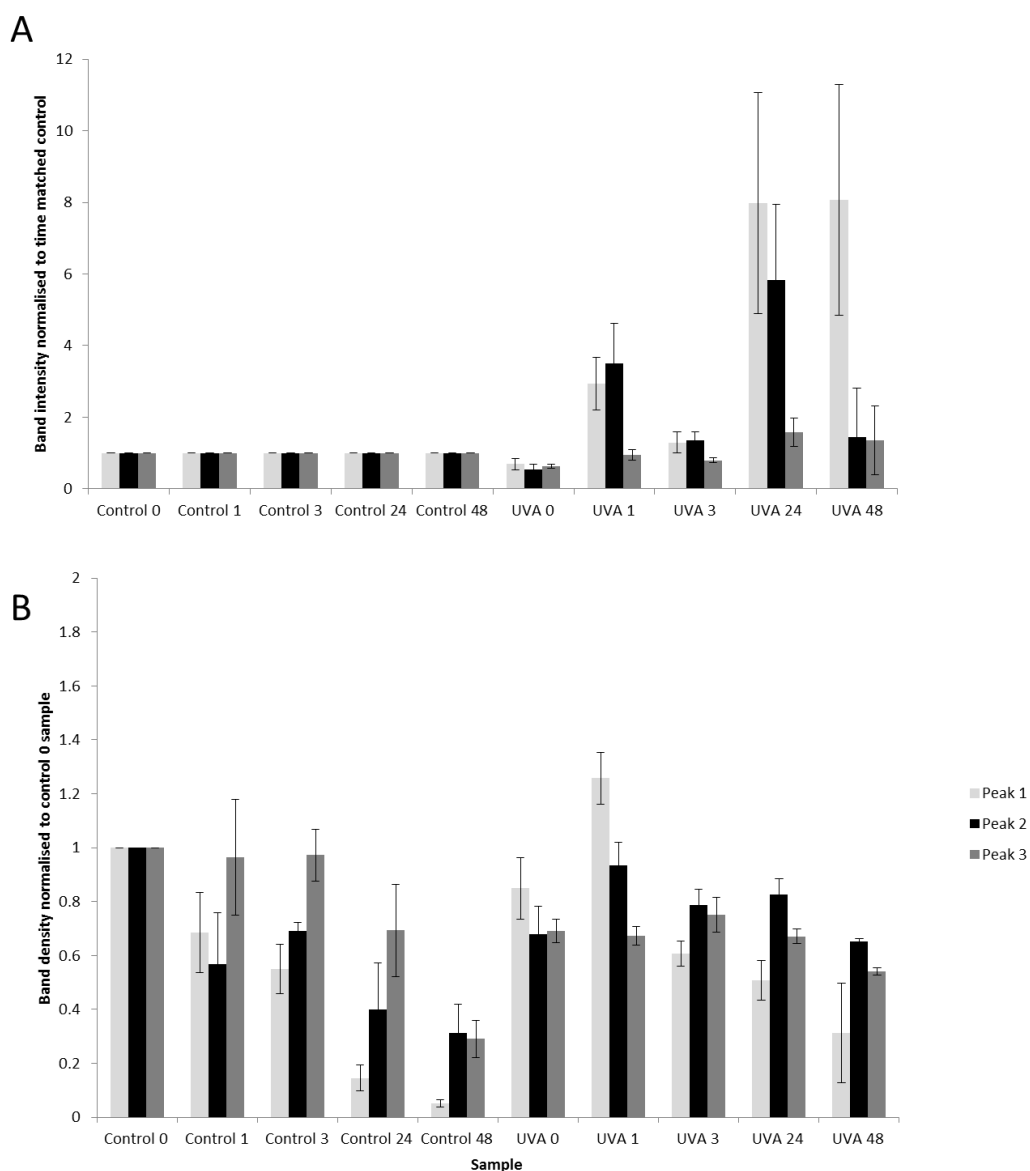 A
Band intensity normalised to time matched control
12
10
8
6
4
2
0
Control 0 Control 1 Control 3 Control 24 Control 48 UVA 0 UVA 1 UVA 3 UVA 24 UVA 48
B
Band density normalised to control 0 sample
2
1.8
1.6
1.4
1.2
1
0.8
0.6
0.4
0.2
0
Peak 1
Peak 2
Peak 3
Control 0 Control 1 Control 3 Control 24 Control 48 UVA 0 UVA 1 UVA 3 UVA 24 UVA 48
Sample